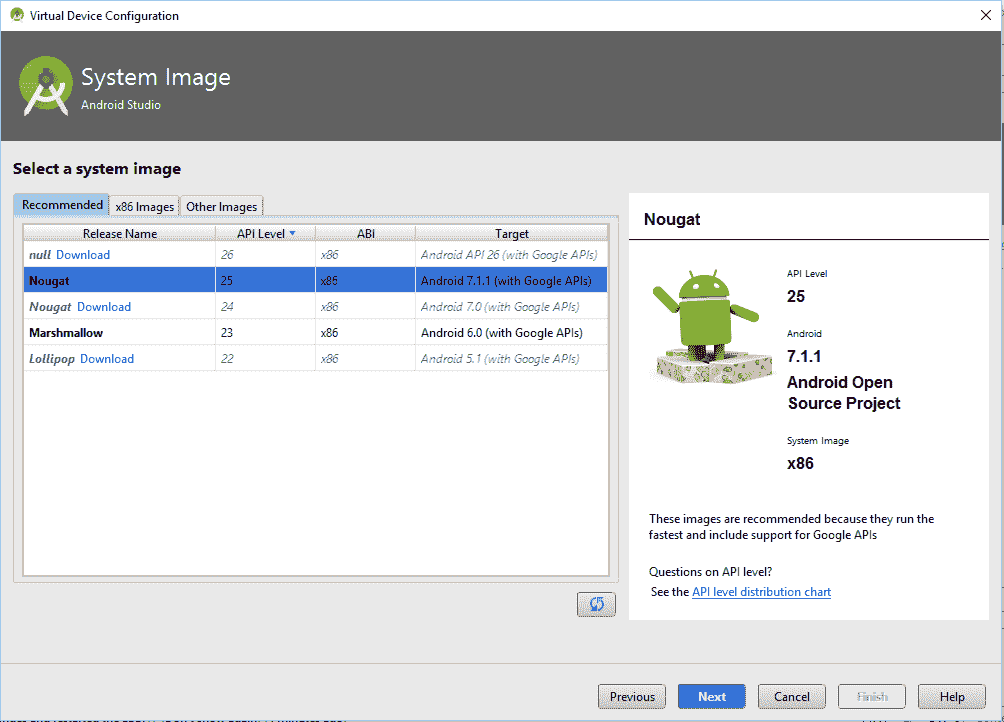 Virtual Device Configuration
System Image
Android Studio
Select a system image
Recommended x86 Images Other Images
Release Name API Level ABI Target
null Download 26 x86 Android API 26 (with Google APIs)
Nougat 25 x86 Android 7.1.1 (with Google APIs)
Nougat Download 24 x86 Android 7.0 (with Google APIs)
Marshmallow 23 x86 Android 6.0 (with Google APIs)
Lollipop Download 22 x86 Android 5.1 (with Google APIs)
Nougat
API Level
25
Android
7.1.1
Android Open
Source Project
System Image
x86
These images are recommended because they run the
fastest and include support for Google APIs
Questions on API level?
See the API level distribution chart
Previous Next Cancel Finish Help